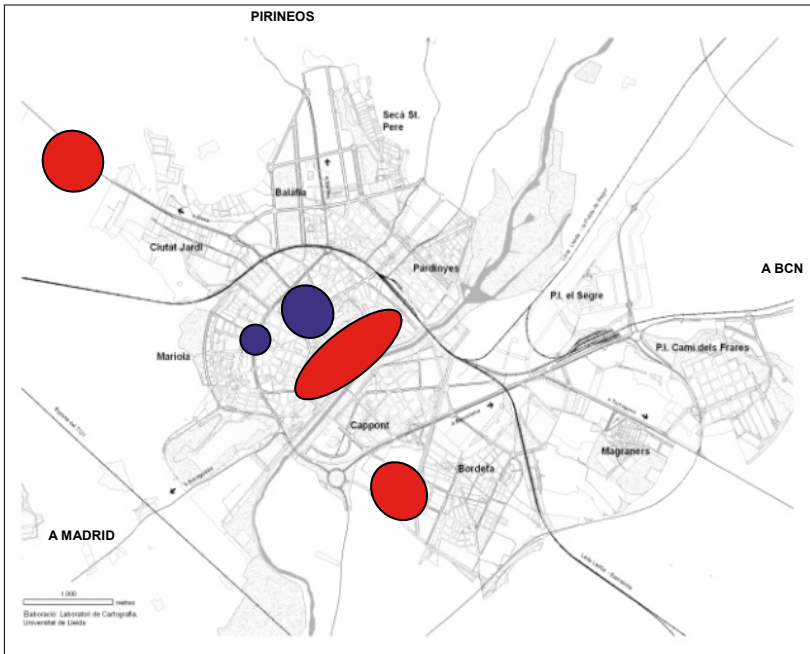 PIRINEOS
Secà St.
Pere
Balafia
Ciutat Jardí
Pardinyes
A BCN
P.I. el Segre
Mariola
P.I. Camí dels Frares
Cappont
Magraners
Bordeta
A MADRID
1.000
metres
Elaboració: Laboratori de Cartografia.
Universitat de Lleida